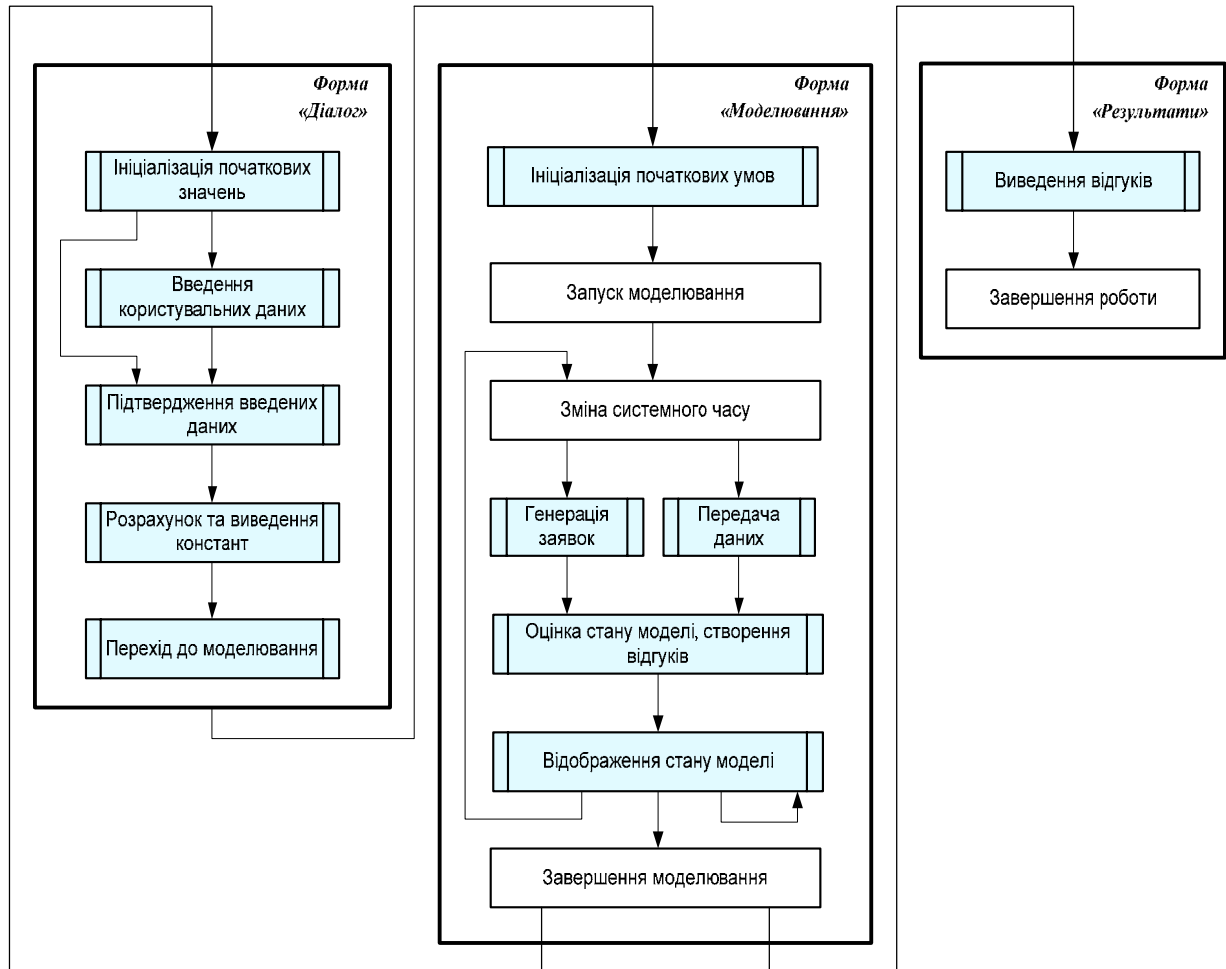 Форма
«Діалог»
Ініціалізація початкових
значень
Введення
користувальних даних
Підтвердження введених
даних
Розрахунок та виведення
констант
Перехід до моделювання
Форма
«Моделювання»
Ініціалізація початкових умов
Запуск моделювання
Зміна системного часу
Генерація
заявок
Передача
даних
Оцінка стану моделі, створення
відгуків
Відображення стану моделі
Завершення моделювання
Форма
«Результати»
Виведення відгуків
Завершення роботи